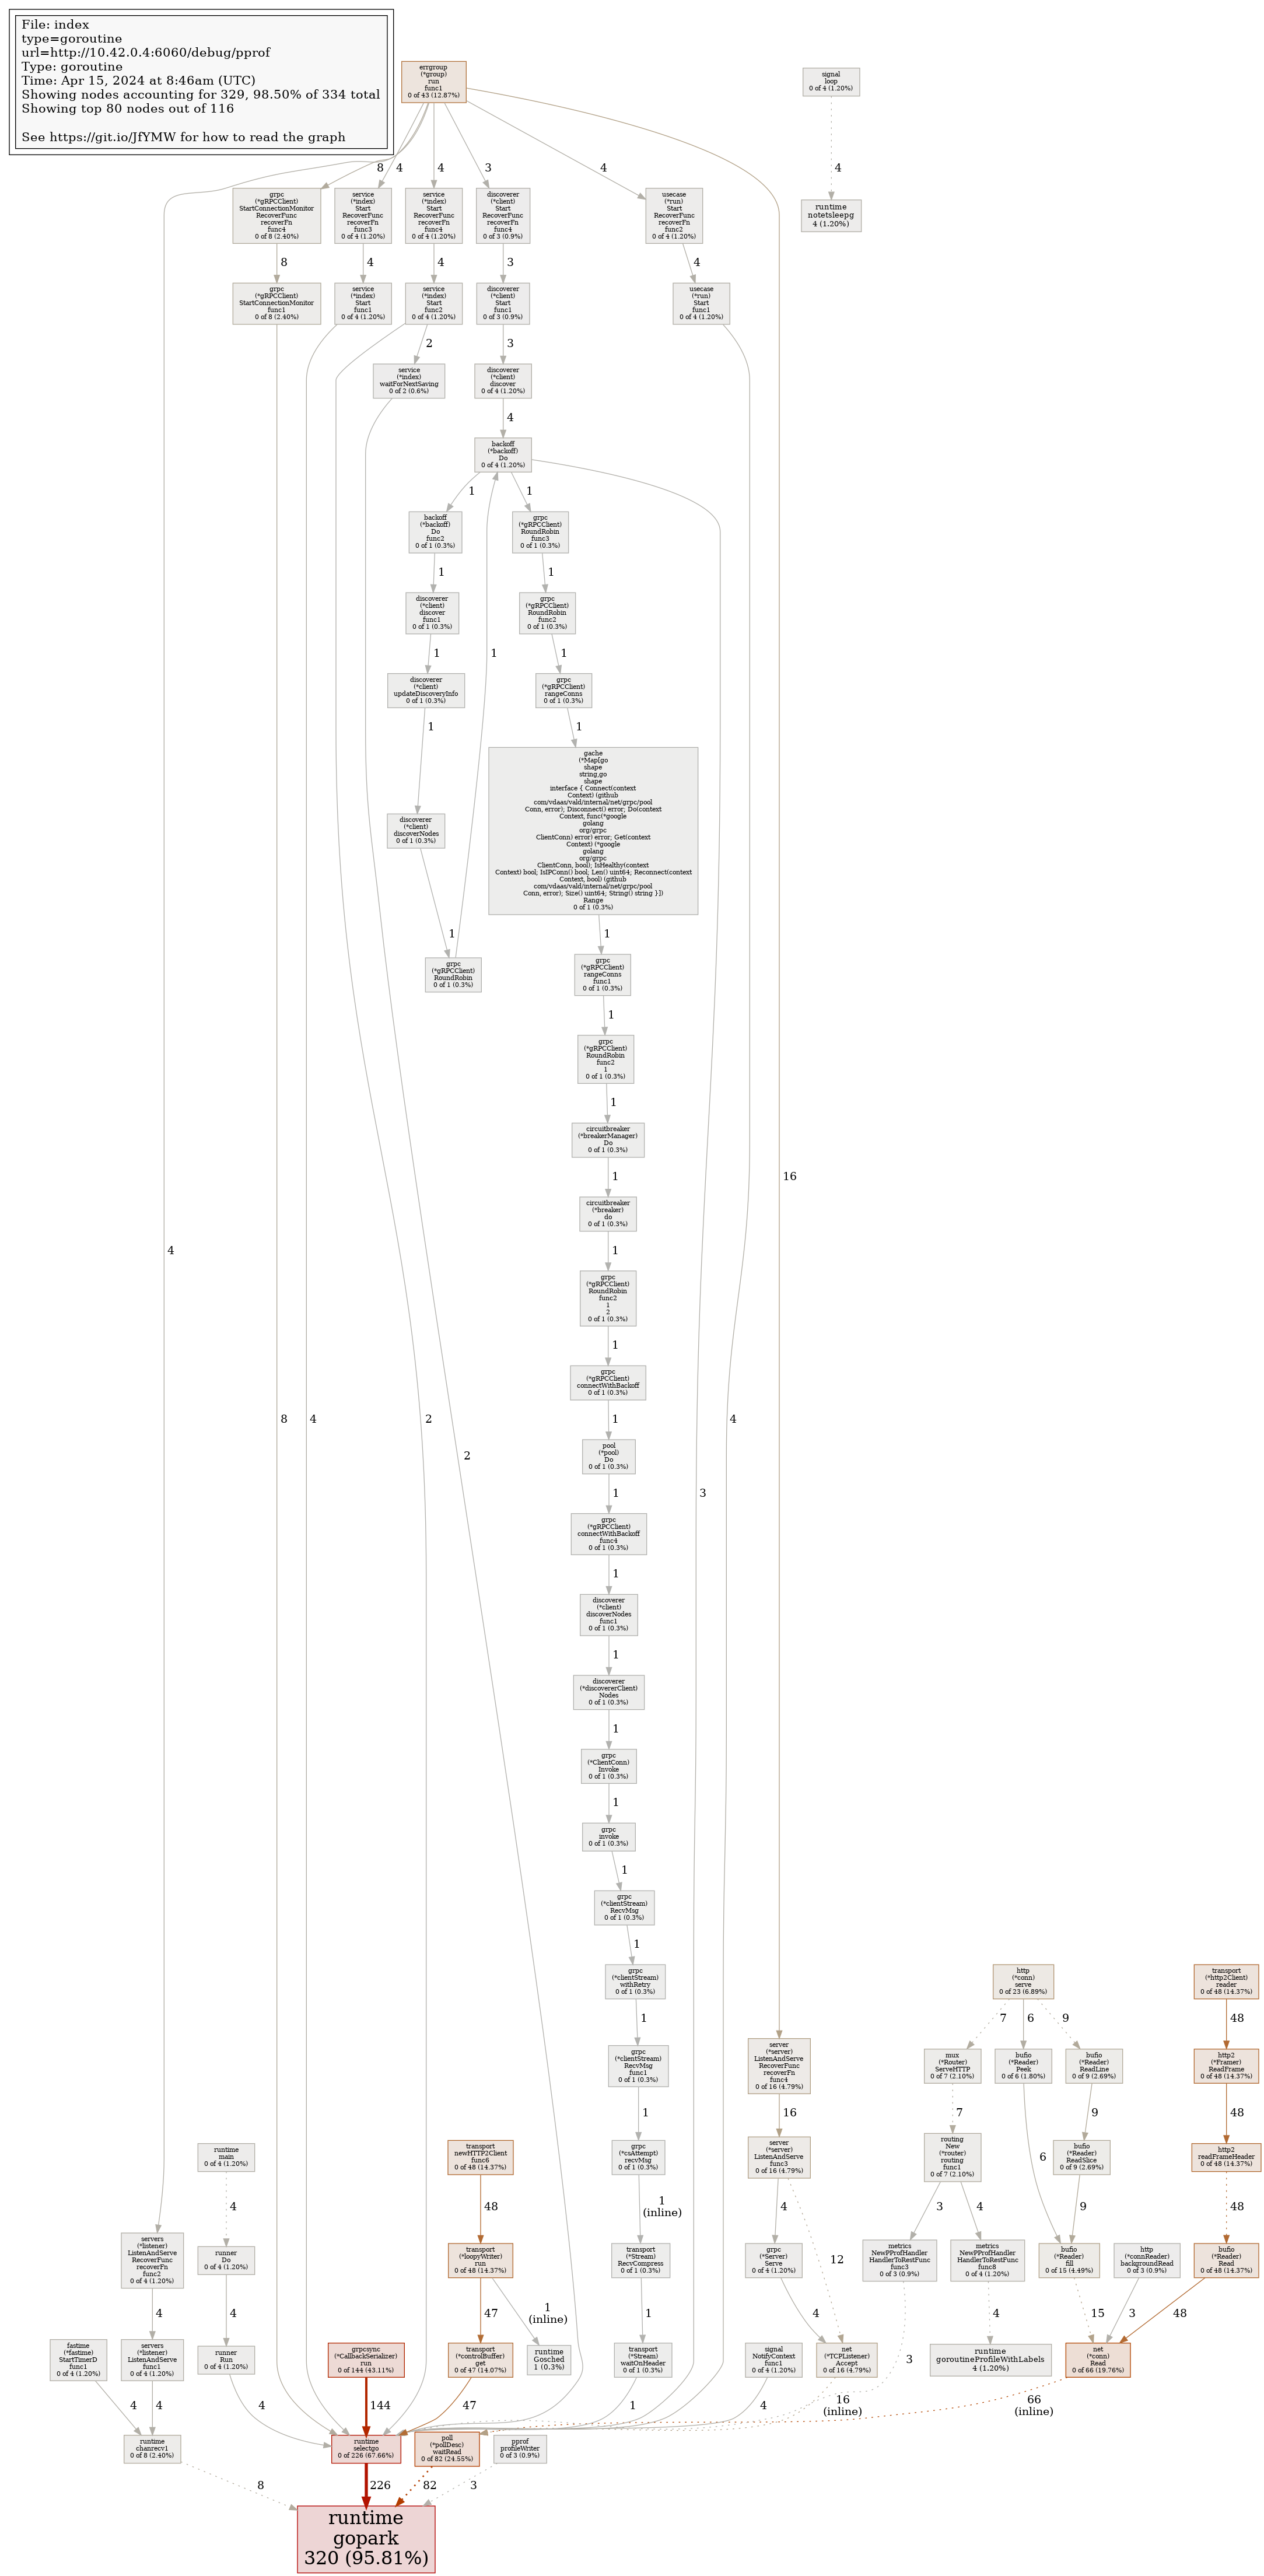 File: index
type=goroutine
url=http://10.42.0.4:6060/debug/pprof
Type: goroutine
Time: Apr 15, 2024 at 8:46am (UTC)
Showing nodes accounting for 329, 98.50% of 334 total
Showing top 80 nodes out of 116
See https://git.io/JfYMW for how to read the graph
errgroup
(*group)
run
func1
0 of 43 (12.87%)
signal
loop
0 of 4 (1.20%)
8
4
4
3
4
4
grpc
(*gRPCClient)
StartConnectionMonitor
RecoverFunc
recoverFn
func4
0 of 8 (2.40%)
service
(*index)
Start
RecoverFunc
recoverFn
func3
0 of 4 (1.20%)
service
(*index)
Start
RecoverFunc
recoverFn
func4
0 of 4 (1.20%)
discoverer
(*client)
Start
RecoverFunc
recoverFn
func4
0 of 3 (0.9%)
usecase
(*run)
Start
RecoverFunc
recoverFn
func2
0 of 4 (1.20%)
runtime
notetsleepg
4 (1.20%)
8
4
4
3
4
grpc
(*gRPCClient)
StartConnectionMonitor
func1
0 of 8 (2.40%)
service
(*index)
Start
func1
0 of 4 (1.20%)
service
(*index)
Start
func2
0 of 4 (1.20%)
discoverer
(*client)
Start
func1
0 of 3 (0.9%)
usecase
(*run)
Start
func1
0 of 4 (1.20%)
2
3
service
(*index)
waitForNextSaving
0 of 2 (0.6%)
discoverer
(*client)
discover
0 of 4 (1.20%)
4
backoff
(*backoff)
Do
0 of 4 (1.20%)
1
1
backoff
(*backoff)
Do
func2
0 of 1 (0.3%)
grpc
(*gRPCClient)
RoundRobin
func3
0 of 1 (0.3%)
1
1
discoverer
(*client)
discover
func1
0 of 1 (0.3%)
grpc
(*gRPCClient)
RoundRobin
func2
0 of 1 (0.3%)
1
1
1
discoverer
(*client)
updateDiscoveryInfo
0 of 1 (0.3%)
grpc
(*gRPCClient)
rangeConns
0 of 1 (0.3%)
1
1
gache
(*Map[go
shape
string,go
shape
interface { Connect(context
Context) (github
com/vdaas/vald/internal/net/grpc/pool
Conn, error); Disconnect() error; Do(context
Context, func(*google
golang
org/grpc
ClientConn) error) error; Get(context
Context) (*google
golang
org/grpc
ClientConn, bool); IsHealthy(context
Context) bool; IsIPConn() bool; Len() uint64; Reconnect(context
Context, bool) (github
com/vdaas/vald/internal/net/grpc/pool
Conn, error); Size() uint64; String() string }])
Range
0 of 1 (0.3%)
discoverer
(*client)
discoverNodes
0 of 1 (0.3%)
1
1
grpc
(*gRPCClient)
RoundRobin
0 of 1 (0.3%)
grpc
(*gRPCClient)
rangeConns
func1
0 of 1 (0.3%)
1
grpc
(*gRPCClient)
RoundRobin
func2
1
0 of 1 (0.3%)
1
circuitbreaker
(*breakerManager)
Do
0 of 1 (0.3%)
1
16
circuitbreaker
(*breaker)
do
0 of 1 (0.3%)
4
1
grpc
(*gRPCClient)
RoundRobin
func2
1
2
0 of 1 (0.3%)
1
grpc
(*gRPCClient)
connectWithBackoff
0 of 1 (0.3%)
8
4
2
1
4
pool
(*pool)
Do
0 of 1 (0.3%)
2
1
3
grpc
(*gRPCClient)
connectWithBackoff
func4
0 of 1 (0.3%)
1
discoverer
(*client)
discoverNodes
func1
0 of 1 (0.3%)
1
discoverer
(*discovererClient)
Nodes
0 of 1 (0.3%)
1
grpc
(*ClientConn)
Invoke
0 of 1 (0.3%)
1
grpc
invoke
0 of 1 (0.3%)
1
grpc
(*clientStream)
RecvMsg
0 of 1 (0.3%)
1
grpc
(*clientStream)
withRetry
0 of 1 (0.3%)
http
(*conn)
serve
0 of 23 (6.89%)
transport
(*http2Client)
reader
0 of 48 (14.37%)
1
7
6
9
48
grpc
(*clientStream)
RecvMsg
func1
0 of 1 (0.3%)
server
(*server)
ListenAndServe
RecoverFunc
recoverFn
func4
0 of 16 (4.79%)
mux
(*Router)
ServeHTTP
0 of 7 (2.10%)
bufio
(*Reader)
Peek
0 of 6 (1.80%)
bufio
(*Reader)
ReadLine
0 of 9 (2.69%)
http2
(*Framer)
ReadFrame
0 of 48 (14.37%)
1
16
7
9
48
runtime
main
0 of 4 (1.20%)
transport
newHTTP2Client
func6
0 of 48 (14.37%)
grpc
(*csAttempt)
recvMsg
0 of 1 (0.3%)
server
(*server)
ListenAndServe
func3
0 of 16 (4.79%)
routing
New
(*router)
routing
func1
0 of 7 (2.10%)
6
bufio
(*Reader)
ReadSlice
0 of 9 (2.69%)
http2
readFrameHeader
0 of 48 (14.37%)
4
48
1
(inline)
4
12
3
4
9
48
servers
(*listener)
ListenAndServe
RecoverFunc
recoverFn
func2
0 of 4 (1.20%)
runner
Do
0 of 4 (1.20%)
transport
(*loopyWriter)
run
0 of 48 (14.37%)
transport
(*Stream)
RecvCompress
0 of 1 (0.3%)
grpc
(*Server)
Serve
0 of 4 (1.20%)
metrics
NewPProfHandler
HandlerToRestFunc
func3
0 of 3 (0.9%)
metrics
NewPProfHandler
HandlerToRestFunc
func8
0 of 4 (1.20%)
bufio
(*Reader)
fill
0 of 15 (4.49%)
http
(*connReader)
backgroundRead
0 of 3 (0.9%)
bufio
(*Reader)
Read
0 of 48 (14.37%)
4
4
47
1
(inline)
1
4
4
15
3
48
fastime
(*fastime)
StartTimerD
func1
0 of 4 (1.20%)
servers
(*listener)
ListenAndServe
func1
0 of 4 (1.20%)
runner
Run
0 of 4 (1.20%)
grpcsync
(*CallbackSerializer)
run
0 of 144 (43.11%)
transport
(*controlBuffer)
get
0 of 47 (14.07%)
runtime
Gosched
1 (0.3%)
transport
(*Stream)
waitOnHeader
0 of 1 (0.3%)
signal
NotifyContext
func1
0 of 4 (1.20%)
net
(*TCPListener)
Accept
0 of 16 (4.79%)
3
runtime
goroutineProfileWithLabels
4 (1.20%)
net
(*conn)
Read
0 of 66 (19.76%)
4
4
4
144
47
1
4
16
(inline)
66
(inline)
runtime
chanrecv1
0 of 8 (2.40%)
runtime
selectgo
0 of 226 (67.66%)
poll
(*pollDesc)
waitRead
0 of 82 (24.55%)
pprof
profileWriter
0 of 3 (0.9%)
8
226
82
3
runtime
gopark
320 (95.81%)